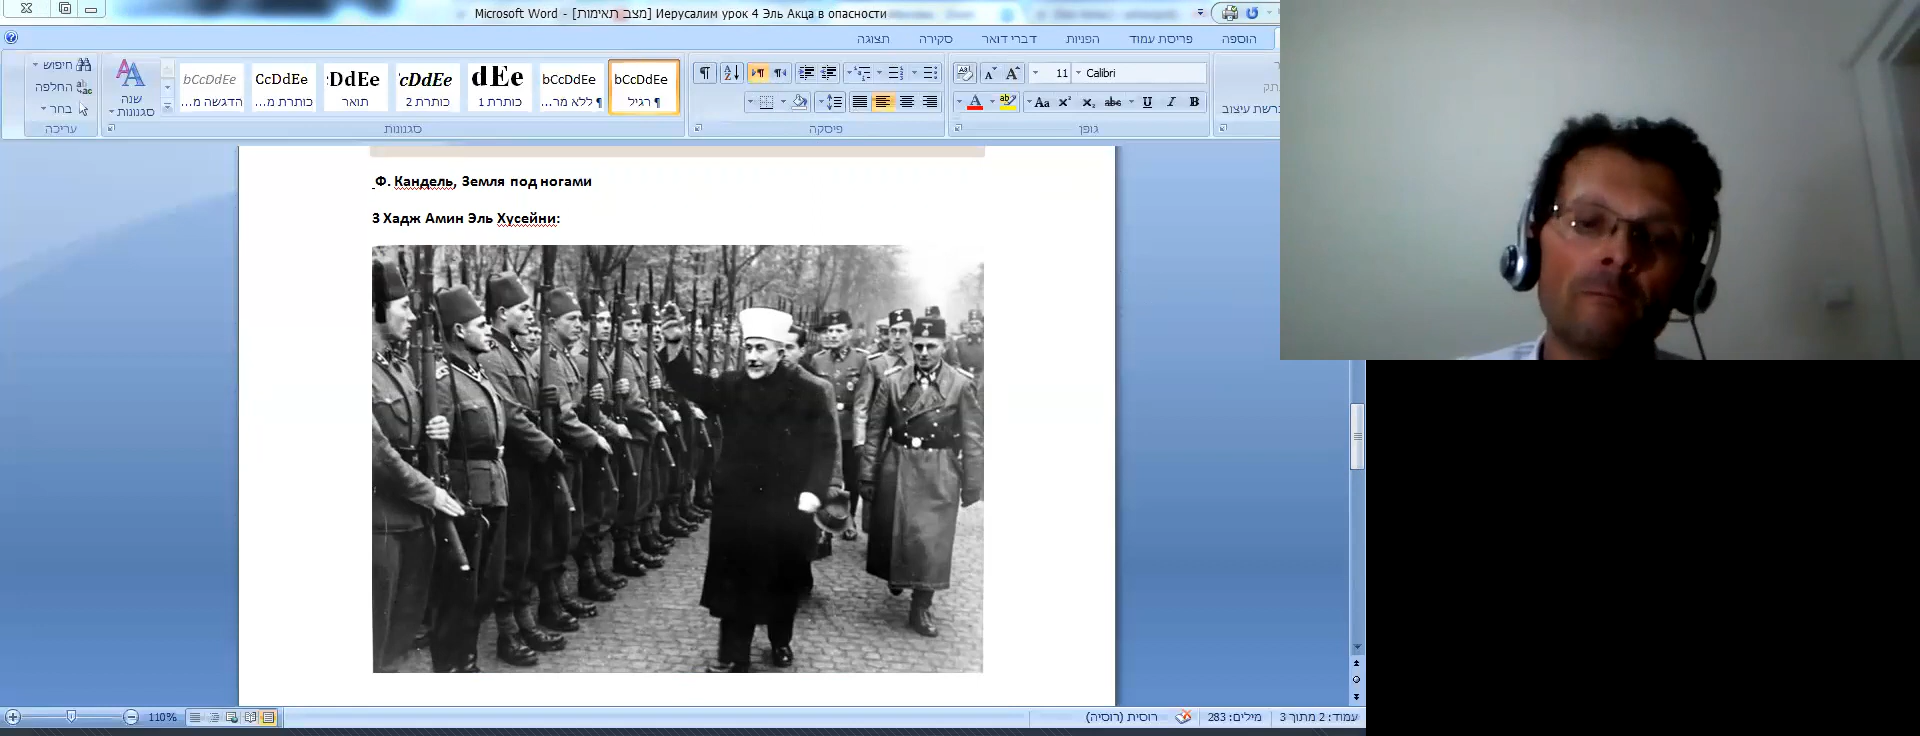 Microsoft Word - [מצב תאימות] Иерусалим урок 4 Эль Акца в опасности
הוספה פריסת עמוד הפניות דברי דואר סקירה תצוגה
Calibri 11
חיפוש
החלפה
בחר
עריכה
שנה סגנונות
bCcDdEe CcDdEe DdEe cDdEe dEe bCcDdEe bCcDdEe
הדגשה מ... כותרת מ... תואר כותרת 2 כותרת 1 ¶ ללא מר... ¶ רגיל
סגנונות
פיסקה
גופן
ברשת עיצוב
Ф. Кандель, Земля под ногами
3 Хадж Амин Эль Хусейни:
110%
רוסית (רוסיה)
מילים: 283
עמוד: 2 מתוך 3